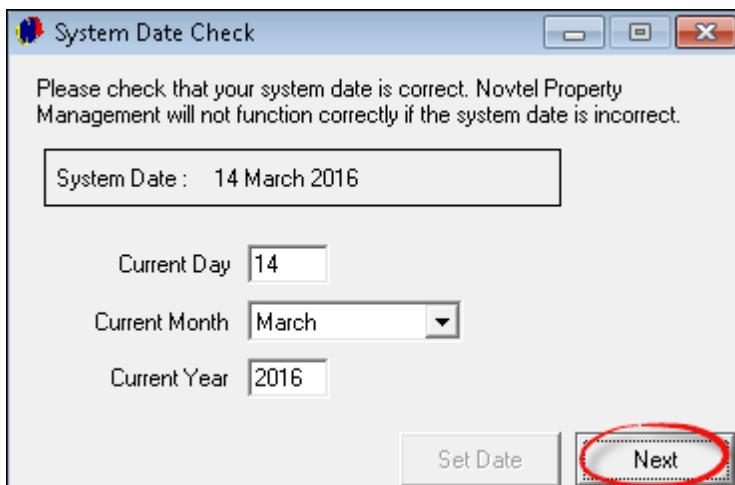 System Date Check
Please check that your system date is correct. Novtel Property
Management will not function correctly if the system date is incorrect.
System Date : 14 March 2016
Current Day 14
Current Month March
Current Year 2016
Set Date Next